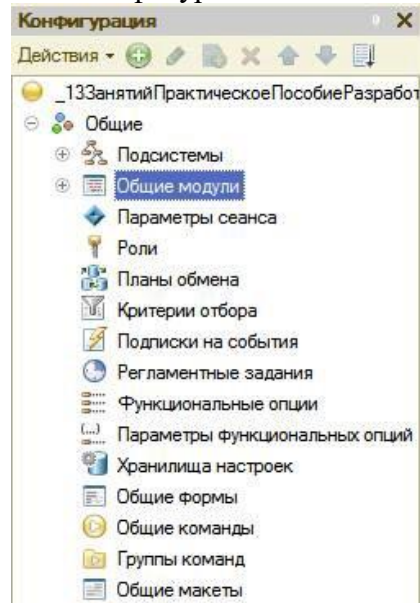 Конфигурация
Действия
_13ЗанятийПрактическоеПособиеРазработ
Общие
Подсистемы
Общие модули
Параметры сеанса
Роли
Планы обмена
Критерии отбора
Подписки на события
Регламентные задания
Функциональные опции
Параметры функциональных опций
Хранилища настроек
Общие формы
Общие команды
Группы команд
Общие макеты